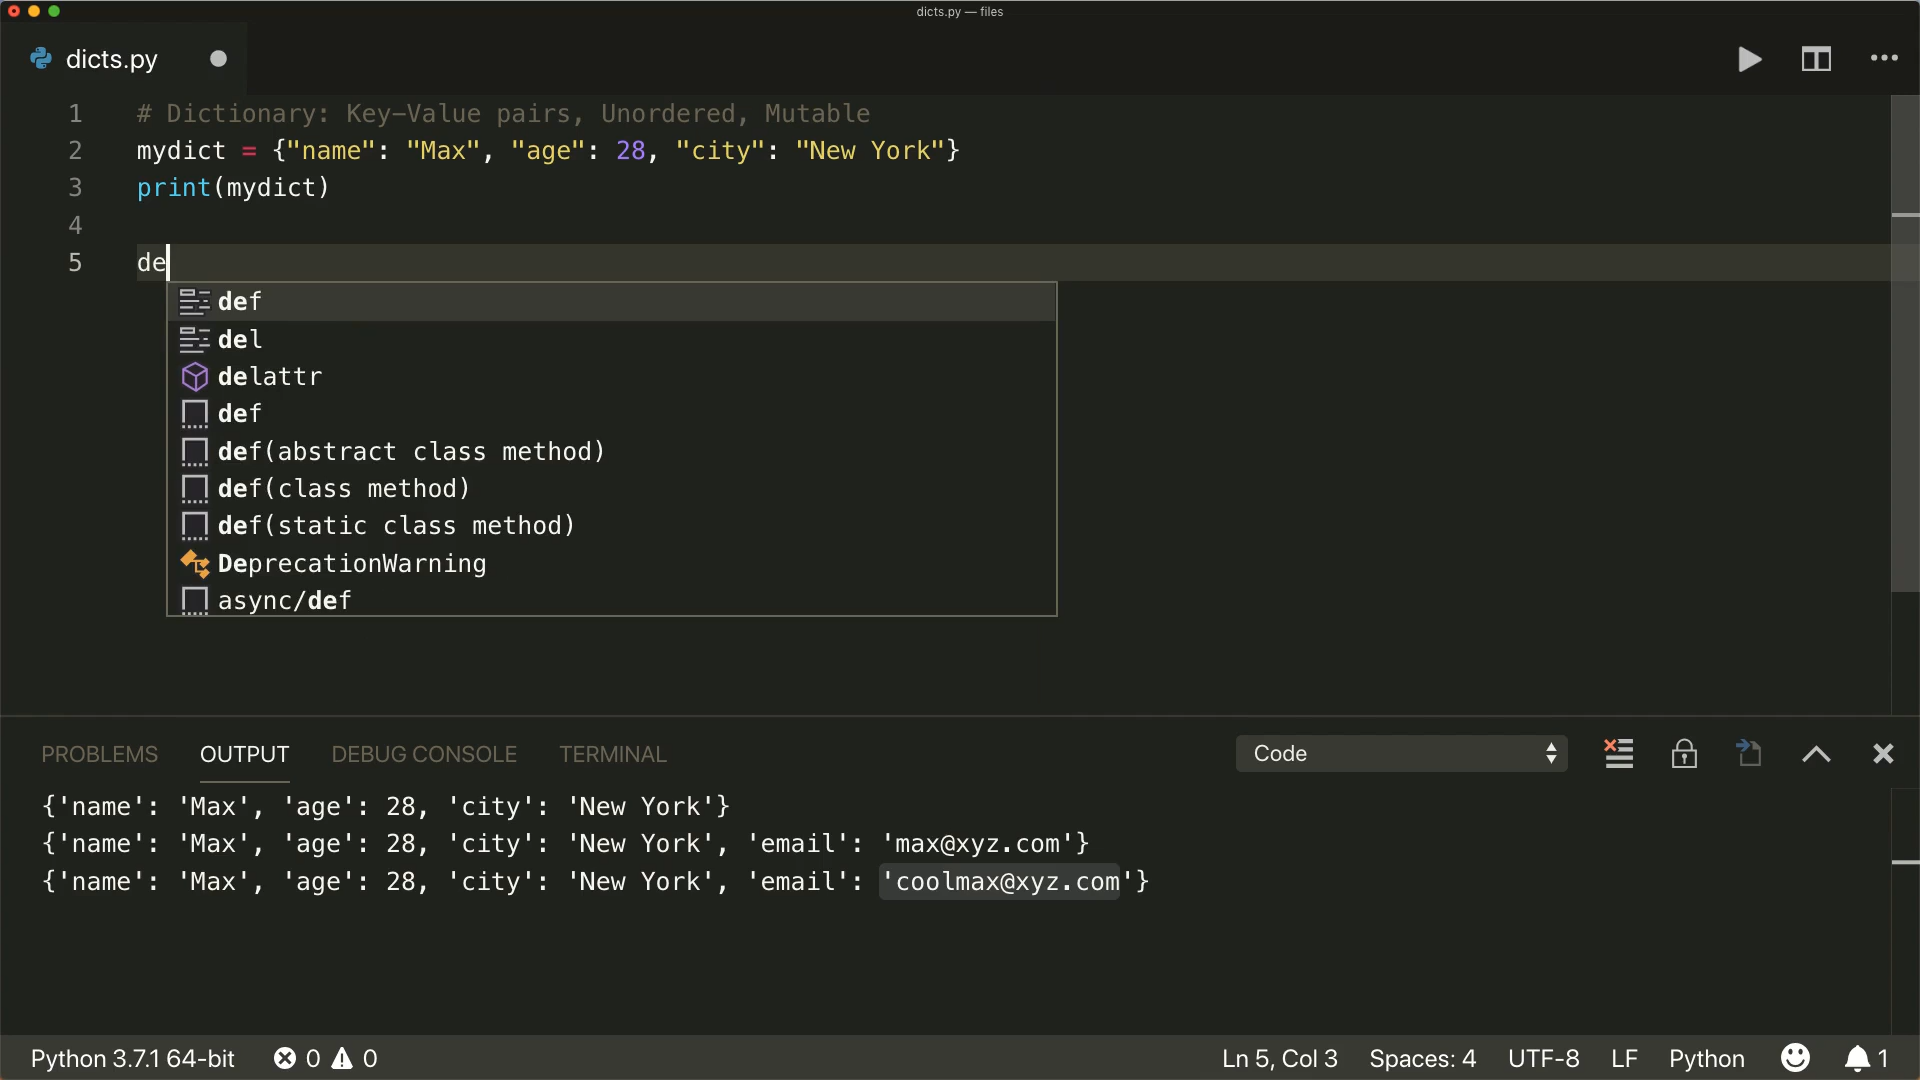 dicts.py — files
dicts.py
1 # Dictionary: Key-Value pairs, Unordered, Mutable
2 mydict = {"name": "Max", "age": 28, "city": "New York"}
3 print(mydict)
4
5 de
def
del
delattr
def
def(abstract class method)
def(class method)
def(static class method)
DeprecationWarning
async/def
PROBLEMS OUTPUT DEBUG CONSOLE TERMINAL Code
{'name': 'Max', 'age': 28, 'city': 'New York'}
{'name': 'Max', 'age': 28, 'city': 'New York', 'email': 'max@xyz.com'}
{'name': 'Max', 'age': 28, 'city': 'New York', 'email': 'coolmax@xyz.com'}
Python 3.7.1 64-bit 0 0 Ln 5, Col 3 Spaces: 4 UTF-8 LF Python 1